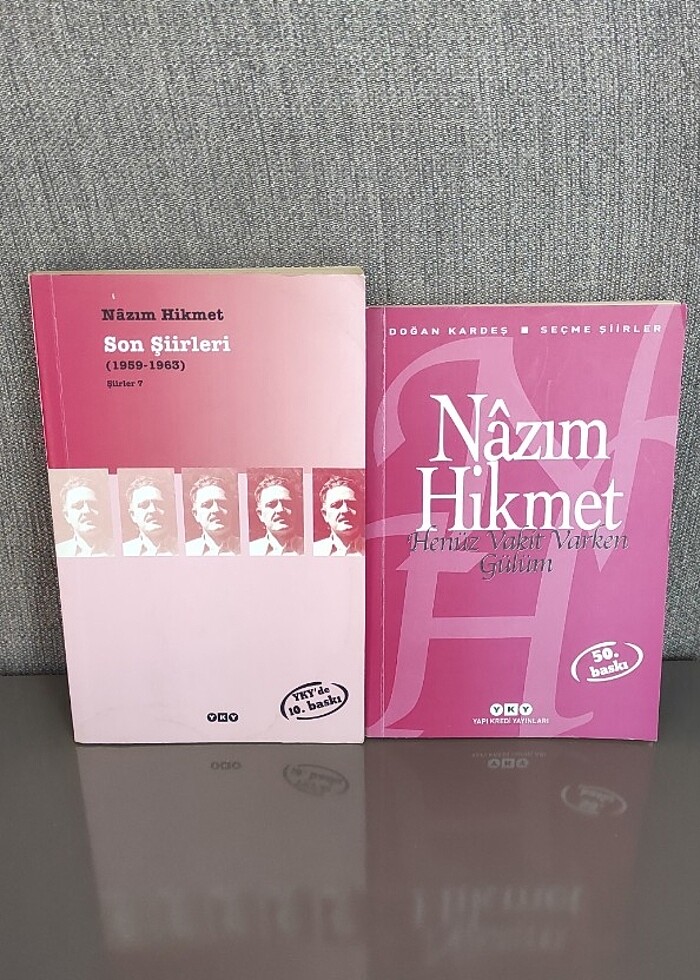 Nâzım Hikmet
Son Şiirleri
(1959-1963)
Şiirler 7
YKY'de
10. baskı
YKY
DOĞAN KARDEŞ ■ SEÇME ŞİİRLER
Nâzım
Hikmet
Henüz Vakit Varken
Gülüm
50.
baskı
YKY
YAPI KREDİ YAYINLARI